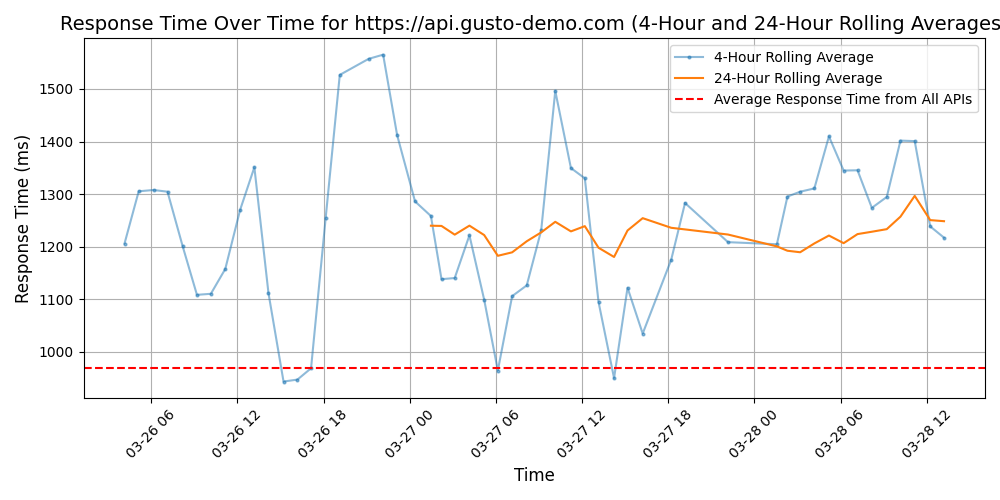 Response Time Over Time for https://api.gusto-demo.com (4-Hour and 24-Hour Rolling Averages
4-Hour Rolling Average
24-Hour Rolling Average
Average Response Time from All APIs
Response Time (ms)
1500
1400
1300
1200
1100
1000
03-26 06
03-26 12
03-26 18
03-27 00
03-27 06
03-27 12
03-27 18
03-28 00
03-28 06
03-28 12
Time